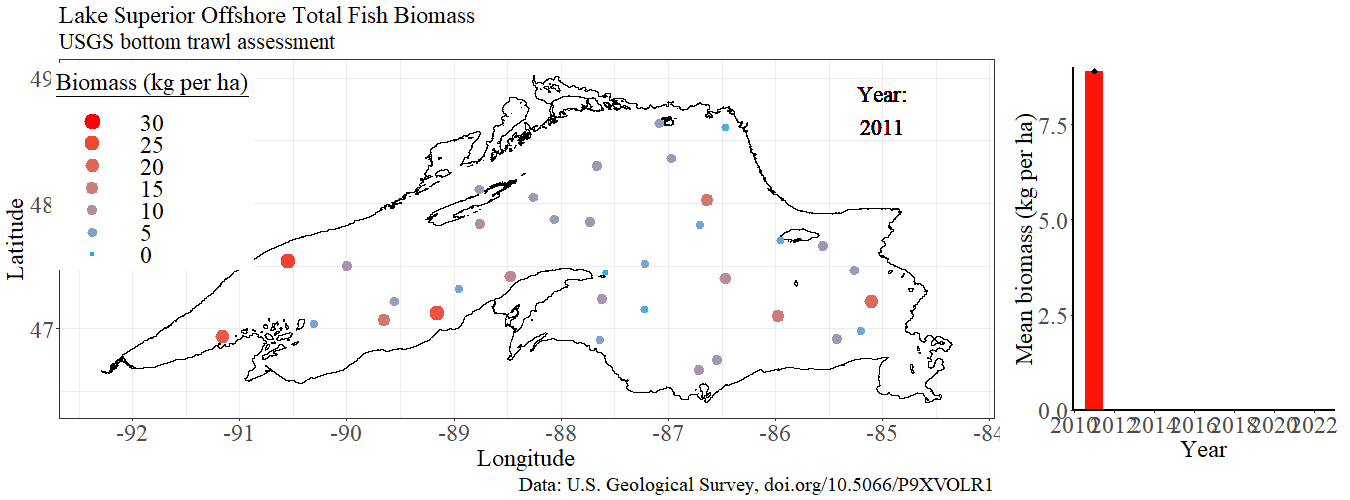 Lake Superior Offshore Total Fish Biomass
USGS bottom trawl assessment
Biomass (kg per ha)
30
25
20
15
10
5
0
Year:
2011
49
48
47
Latitude
-92
-91
-90
-89
-88
-87
-86
-85
-84
Longitude
Data: U.S. Geological Survey, doi.org/10.5066/P9XVOLR1
Mean biomass (kg per ha)
7.5
5.0
2.5
0.0
2010 2012 2014 2016 2018 2020 2022
Year